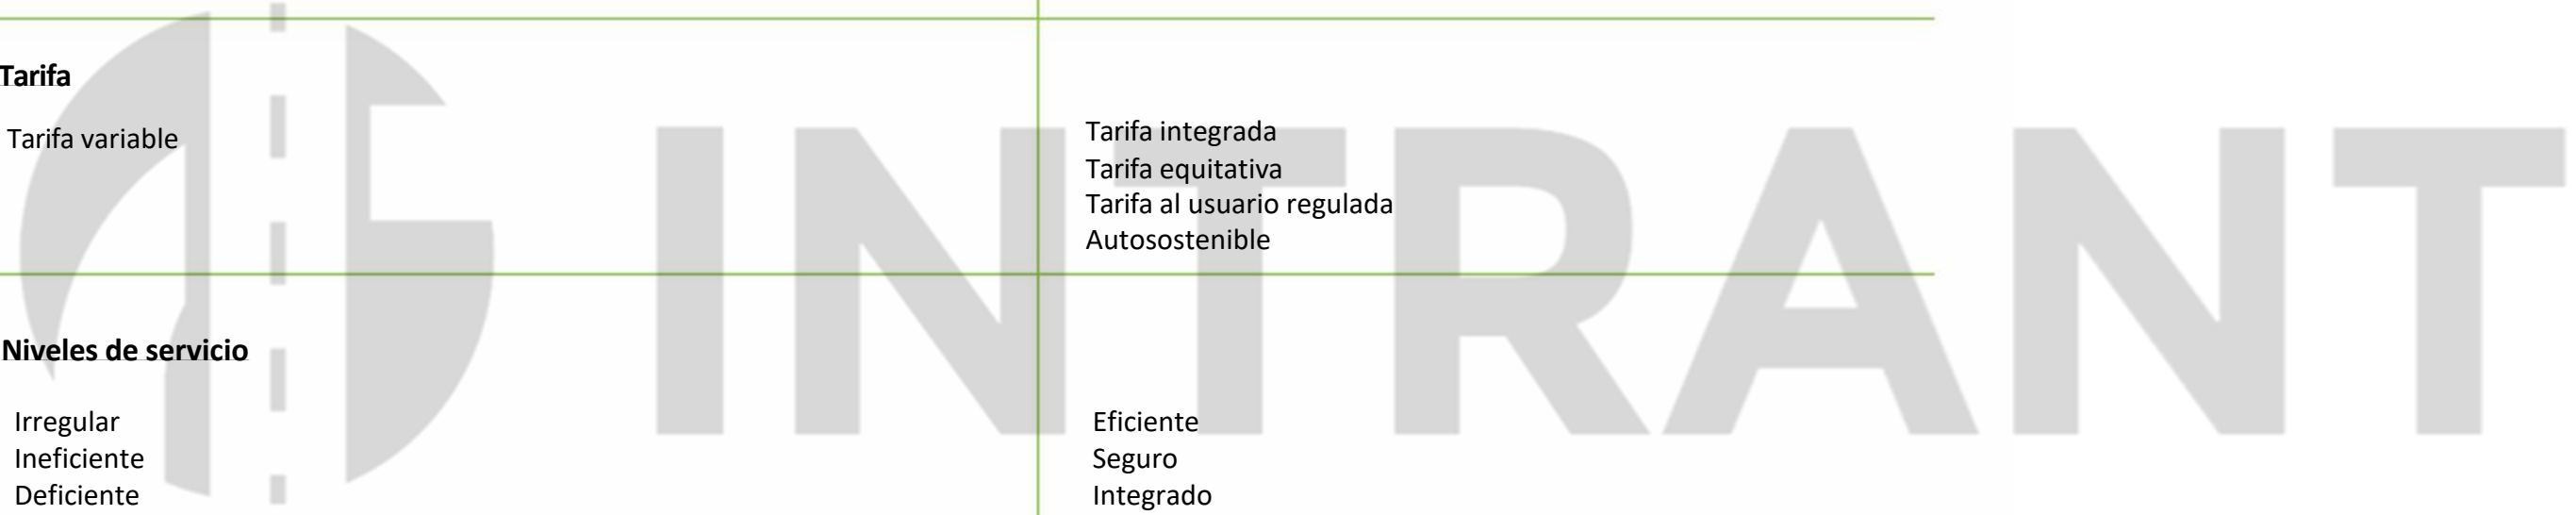 Tarifa
Tarifa variable
Tarifa integrada
Tarifa equitativa
Tarifa al usuario regulada
Autosostenible
Niveles de servicio
Irregular
Ineficiente
Deficiente
Eficiente
Seguro
Integrado
INTRANT